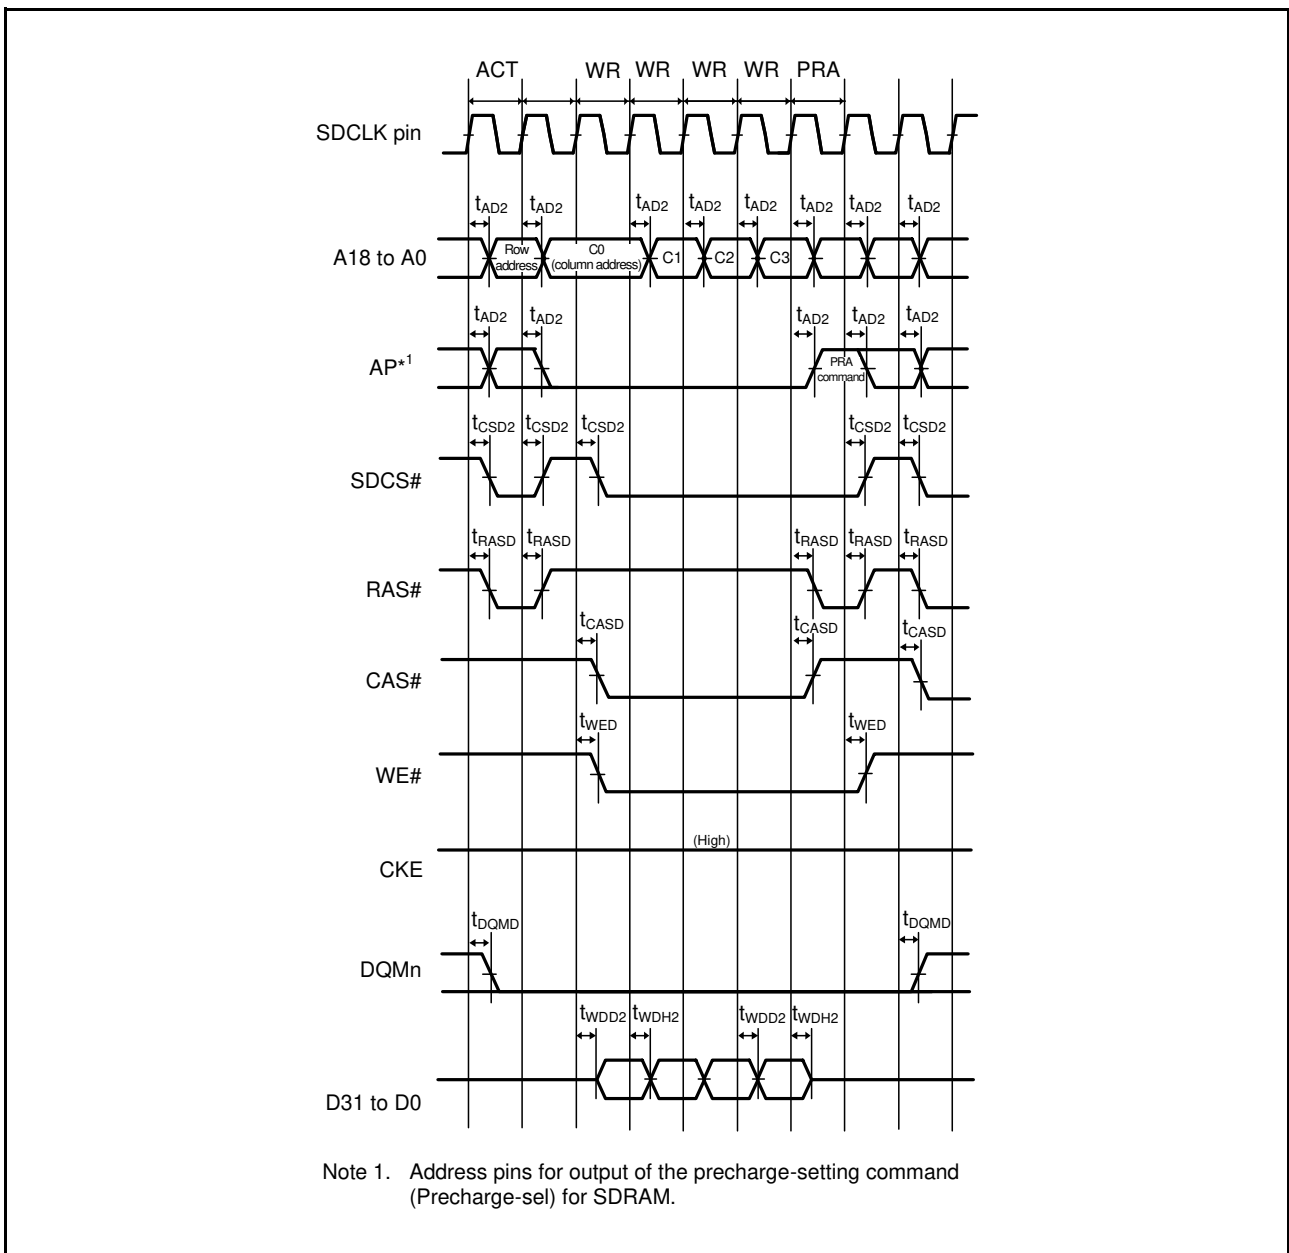 ACT WR WR WR WR PRA
SDCLK pin
tAD2 tAD2 tAD2 tAD2 tAD2 tAD2 tAD2 tAD2
A18 to A0
Row address
C0 (column address)
C1 C2 C3
tAD2 tAD2 tAD2 tAD2 tAD2
AP*1
PRA command
tCSD2 tCSD2 tCSD2 tCSD2 tCSD2
SDCS#
tRASD tRASD tRASD tRASD tRASD
RAS#
tCASD tCASD tCASD
CAS#
tWED tWED
WE#
(High)
CKE
tDQMD tDQMD
DQMn
tWDD2 tWDH2 tWDD2 tWDH2
D31 to D0
Note 1. Address pins for output of the precharge-setting command
(Precharge-sel) for SDRAM.